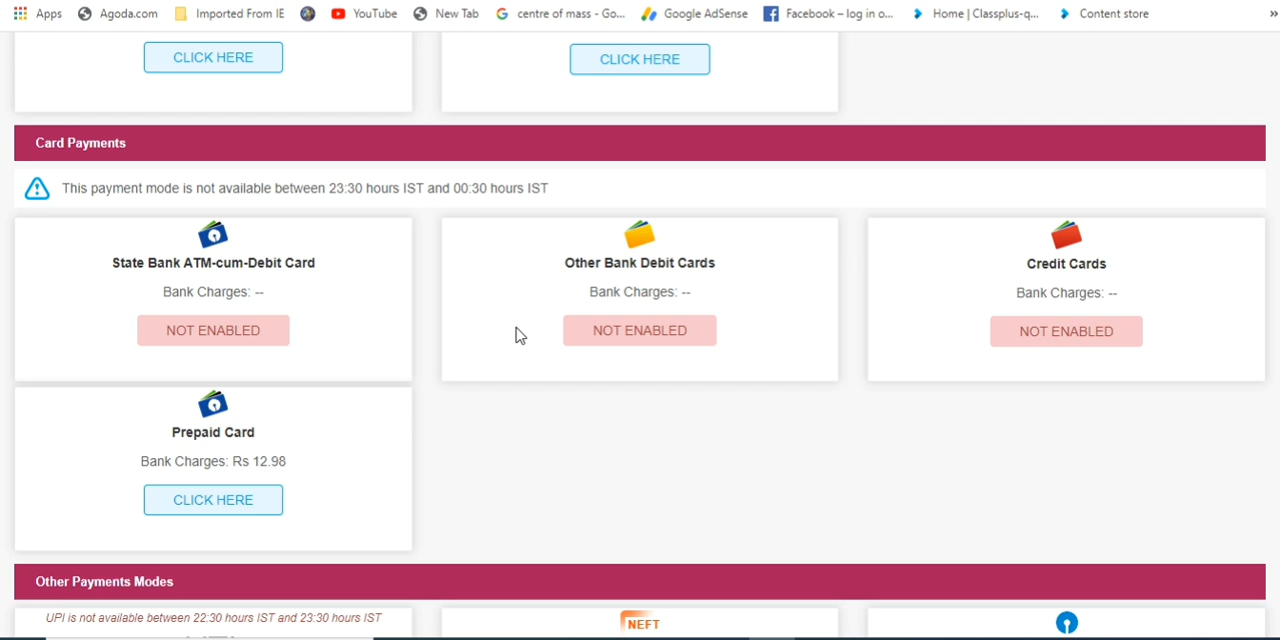 Apps Agoda.com Imported From IE YouTube New Tab centre of mass - Go... Google AdSense Facebook – log in o... Home | Classplus-q... Content store »
CLICK HERE
CLICK HERE
Card Payments
This payment mode is not available between 23:30 hours IST and 00:30 hours IST
State Bank ATM-cum-Debit Card
Bank Charges: --
NOT ENABLED
Other Bank Debit Cards
Bank Charges: --
NOT ENABLED
Credit Cards
Bank Charges: --
NOT ENABLED
Prepaid Card
Bank Charges: Rs 12.98
CLICK HERE
Other Payments Modes
UPI is not available between 22:30 hours IST and 23:30 hours IST
NEFT